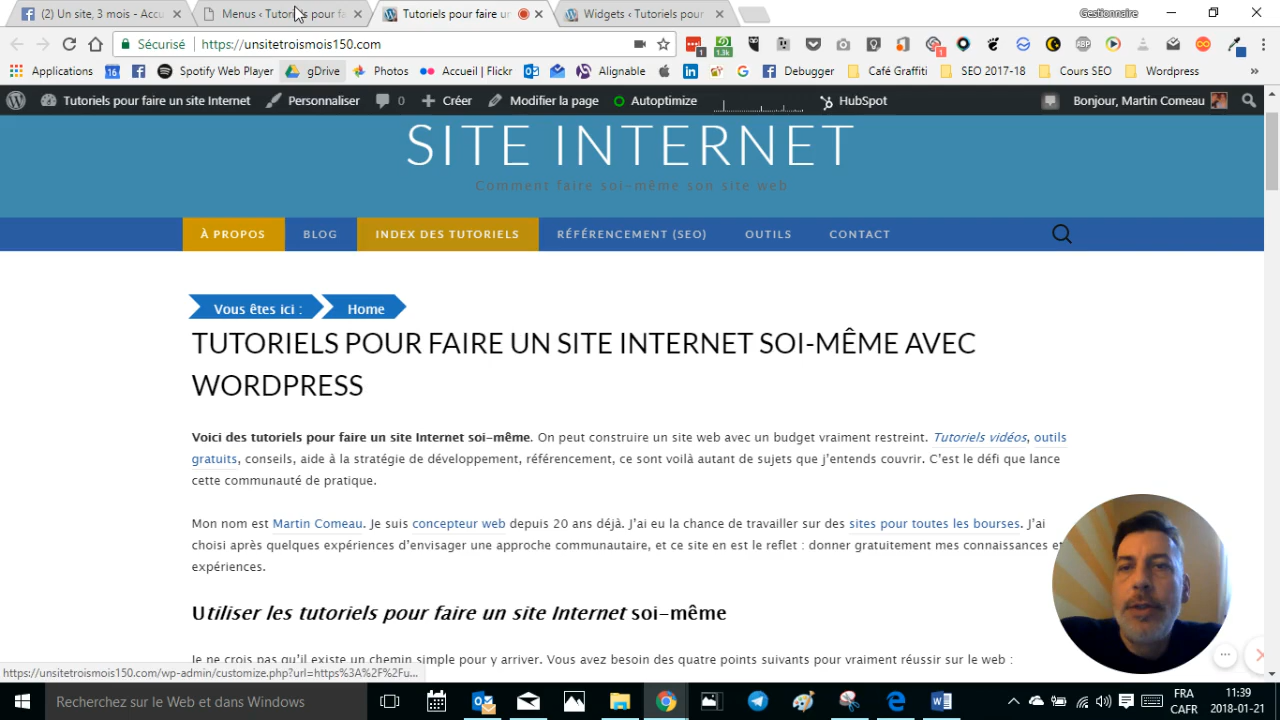 (2) Un site, 3 mois - Accu
Menus ‹ Tutoriels pour fa
Tutoriels pour faire un
Widgets ‹ Tutoriels pour
Gestionnaire
Sécurisé
https://unsitetroismois150.com
1
1.3k
1
Applications
16
Spotify Web Player
gDrive
Photos
Accueil | Flickr
Alignable
Debugger
Café Graffiti
SEO 2017-18
Cours SEO
Wordpress
»
Tutoriels pour faire un site Internet
Personnaliser
0
Créer
Modifier la page
Autoptimize
HubSpot
Bonjour, Martin Comeau
SITE INTERNET
Comment faire soi-même son site web
À PROPOS
BLOG
INDEX DES TUTORIELS
RÉFÉRENCEMENT (SEO)
OUTILS
CONTACT
Vous êtes ici :
Home
TUTORIELS POUR FAIRE UN SITE INTERNET SOI-MÊME AVEC
WORDPRESS
Voici des tutoriels pour faire un site Internet soi-même. On peut construire un site web avec un budget vraiment restreint. Tutoriels vidéos, outils
gratuits, conseils, aide à la stratégie de développement, référencement, ce sont voilà autant de sujets que j'entends couvrir. C'est le défi que lance
cette communauté de pratique.
Mon nom est Martin Comeau. Je suis concepteur web depuis 20 ans déjà. J'ai eu la chance de travailler sur des sites pour toutes les bourses. J'ai
choisi après quelques expériences d'envisager une approche communautaire, et ce site en est le reflet : donner gratuitement mes connaissances et
expériences.
Utiliser les tutoriels pour faire un site Internet soi-même
Je ne crois pas qu'il existe un chemin simple pour y arriver. Vous avez besoin des quatre points suivants pour vraiment réussir sur le web :
https://unsitetroismois150.com/wp-admin/customize.php?url=https%3A%2F%2Fu...
Recherchez sur le Web et dans Windows
FRA
CAFR
11:39
2018-01-21